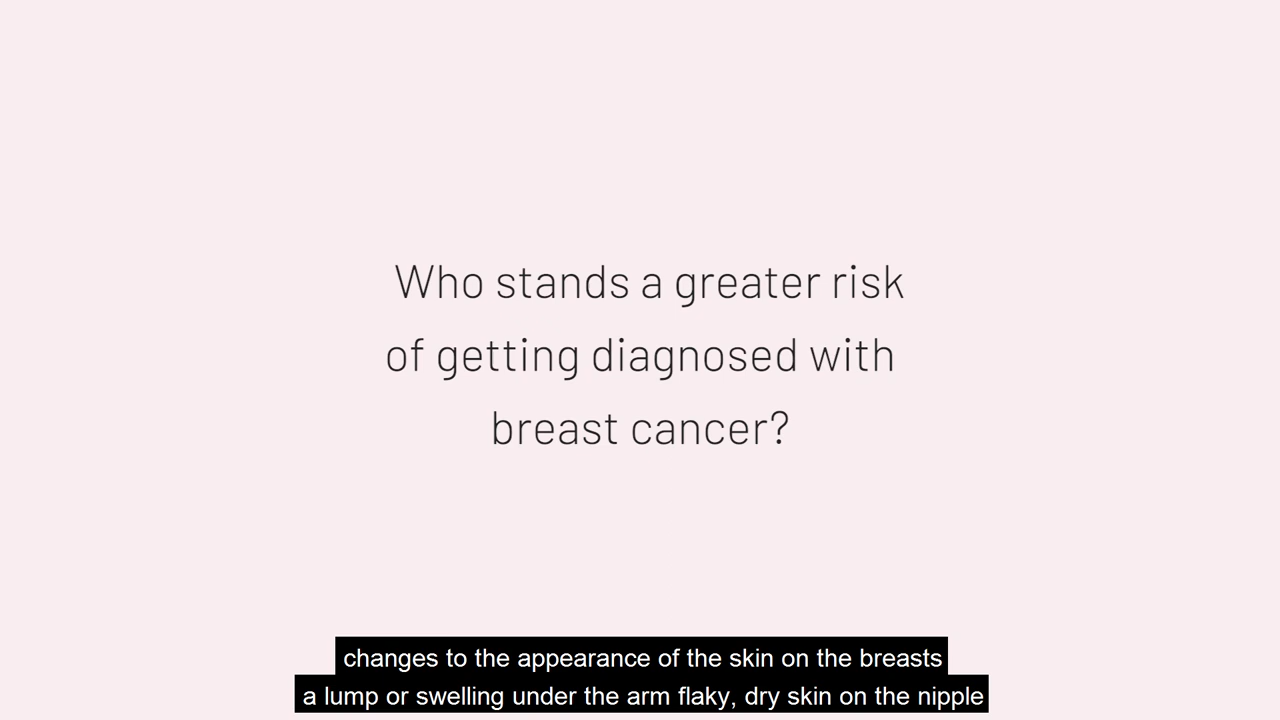 Who stands a greater risk
of getting diagnosed with
breast cancer?
changes to the appearance of the skin on the breasts
a lump or swelling under the arm flaky, dry skin on the nipple